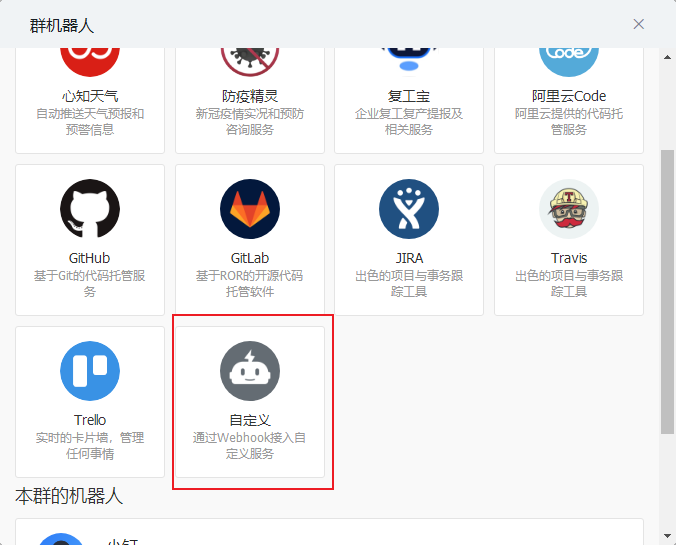 群机器人
ode
心知天气
防疫精灵
复工宝
阿里云Code
自动推送天气预报和
预警信息
新冠疫情实况和预防
咨询服务
企业复工复产提报及
相关服务
阿里云提供的代码托
管服务
GitHub
GitLab
JIRA
Travis
基于Git的代码托管服
务
基于ROR的开源代码
托管软件
出色的项目与事务跟
踪工具
出色的项目与事务跟
踪工具
Trello
自定义
实时的卡片墙，管理
任何事情
通过Webhook接入自
定义服务
本群的机器人
小钉